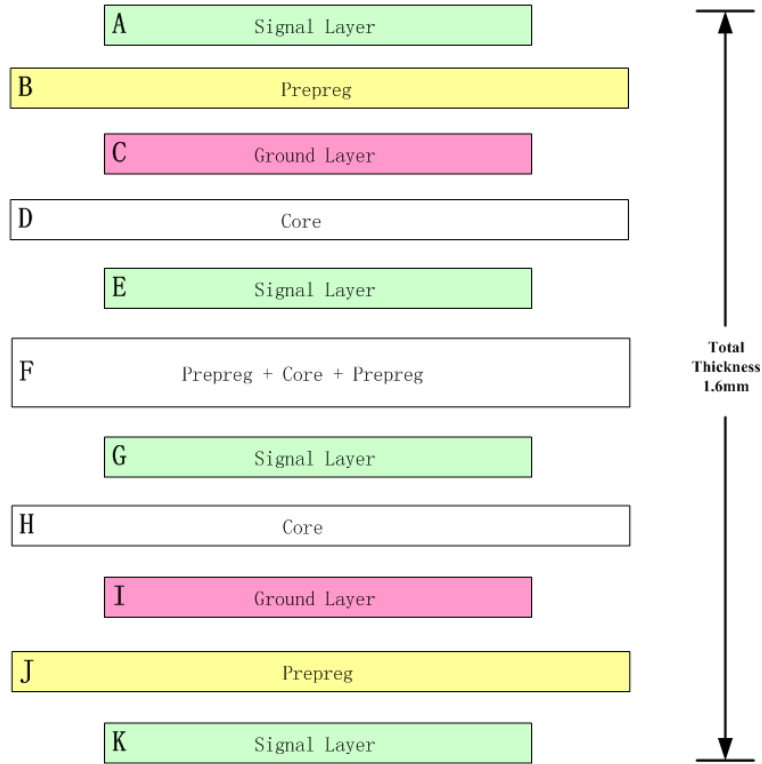 A Signal Layer
B Prepreg
C Ground Layer
D Core
E Signal Layer
F Prepreg + Core + Prepreg
G Signal Layer
H Core
I Ground Layer
J Prepreg
K Signal Layer
Total
Thickness
1.6mm